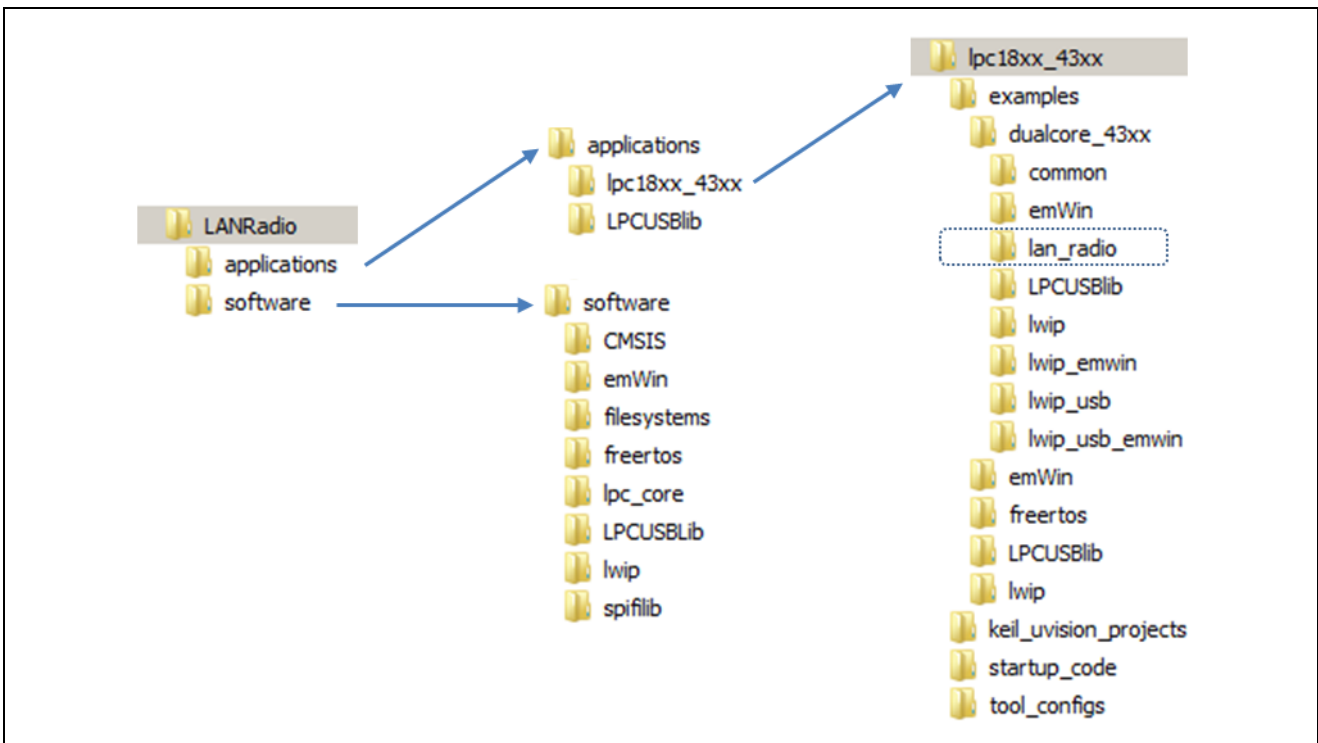 LANRadio
applications
software
applications
lpc18xx_43xx
LPCUSBlib
software
CMSIS
emWin
filesystems
freertos
lpc_core
LPCUSBLib
lwip
spifilib
lpc18xx_43xx
examples
dualcore_43xx
common
emWin
lan_radio
LPCUSBlib
lwip
lwip_emwin
lwip_usb
lwip_usb_emwin
emWin
freertos
LPCUSBlib
lwip
keil_uvision_projects
startup_code
tool_configs